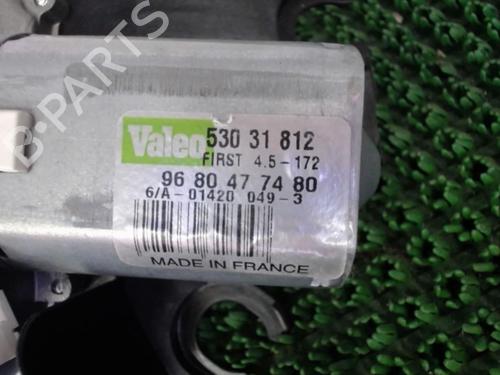 B-PARTS
Valeo 530 31 812
FIRST 4.5-172
96 80 47 74 80
6/A-01420 049-3
MADE IN FRANCE